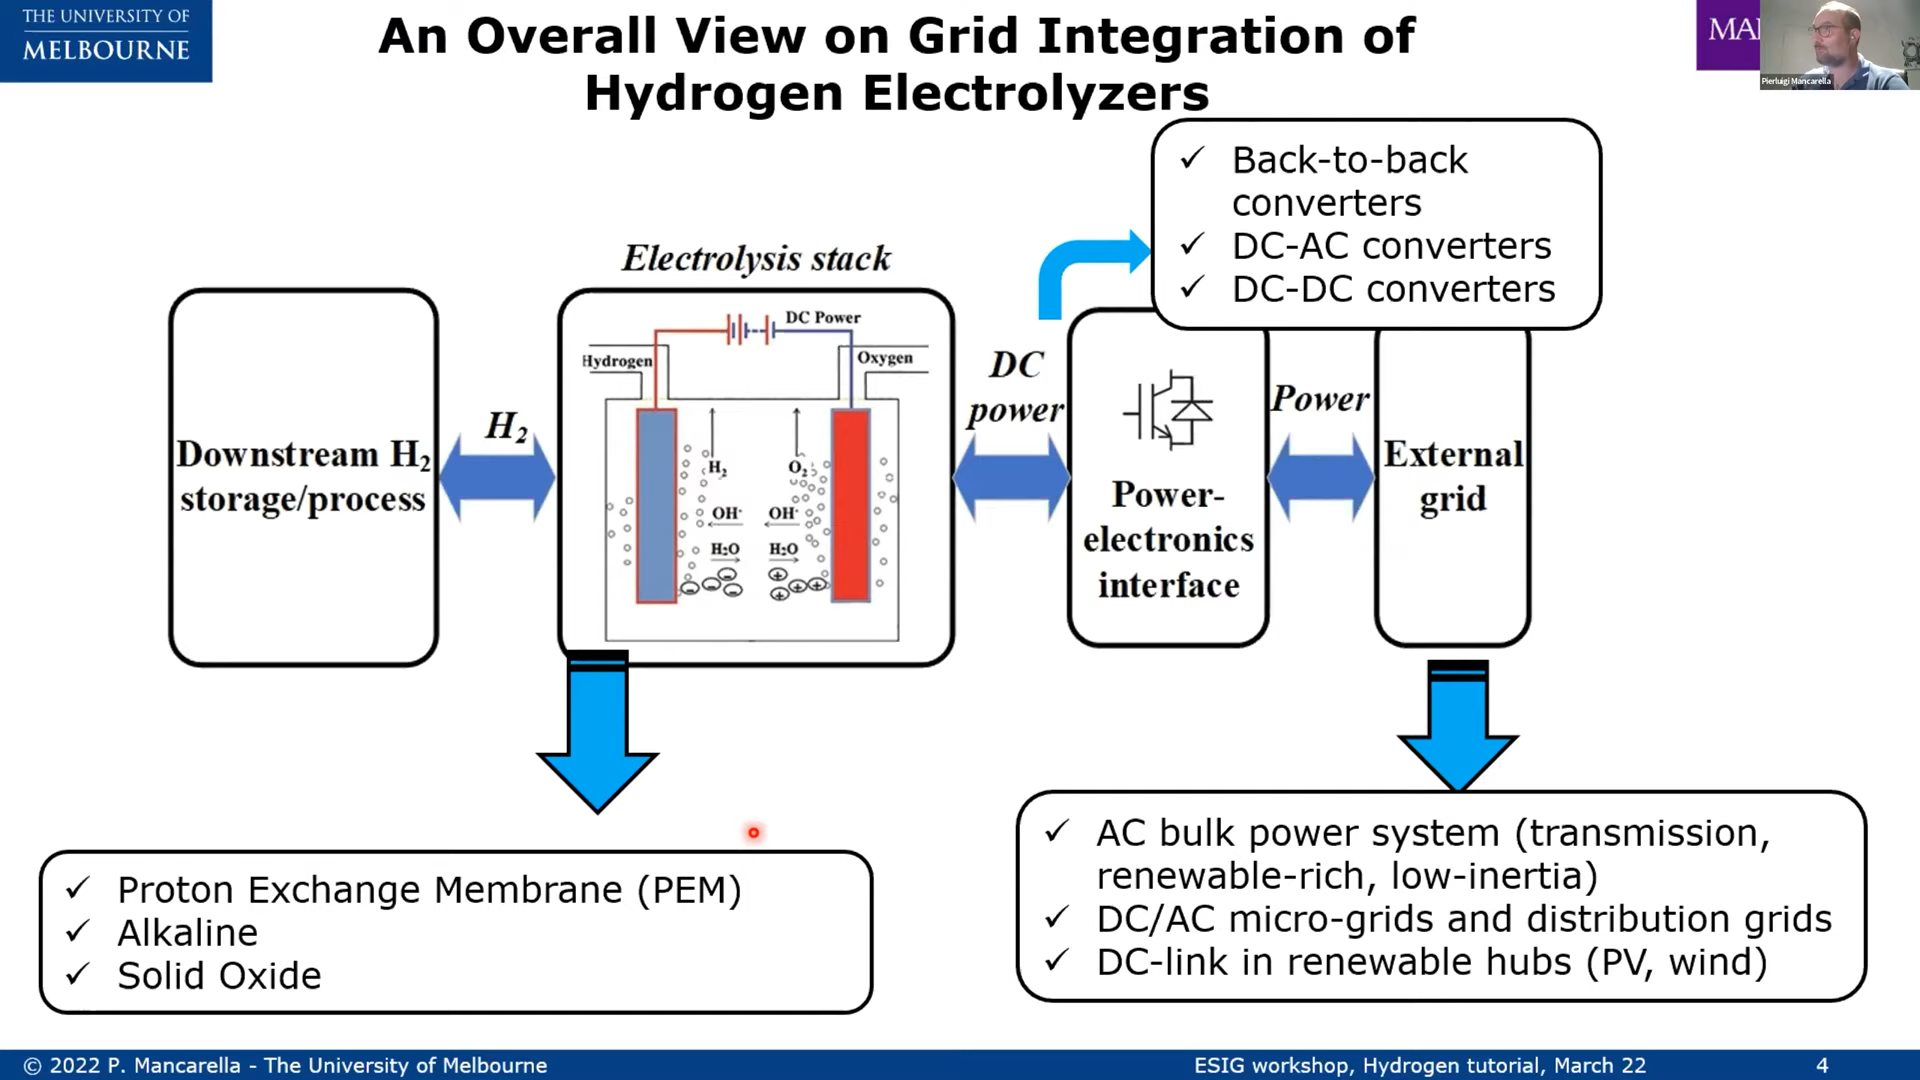 THE UNIVERSITY OF
MELBOURNE
An Overall View on Grid Integration of
Hydrogen Electrolyzers
MA
Pierluigi Mancarella
✓ Back-to-back
converters
✓ DC-AC converters
✓ DC-DC converters
Electrolysis stack
DC Power
Hydrogen
Oxygen
H₂
O₂
OH⁻
OH⁻
H₂O
H₂O
Downstream H₂
storage/process
H₂
DC
power
Power-
electronics
interface
Power
External
grid
✓ Proton Exchange Membrane (PEM)
✓ Alkaline
✓ Solid Oxide
✓ AC bulk power system (transmission,
renewable-rich, low-inertia)
✓ DC/AC micro-grids and distribution grids
✓ DC-link in renewable hubs (PV, wind)
© 2022 P. Mancarella - The University of Melbourne
ESIG workshop, Hydrogen tutorial, March 22
4